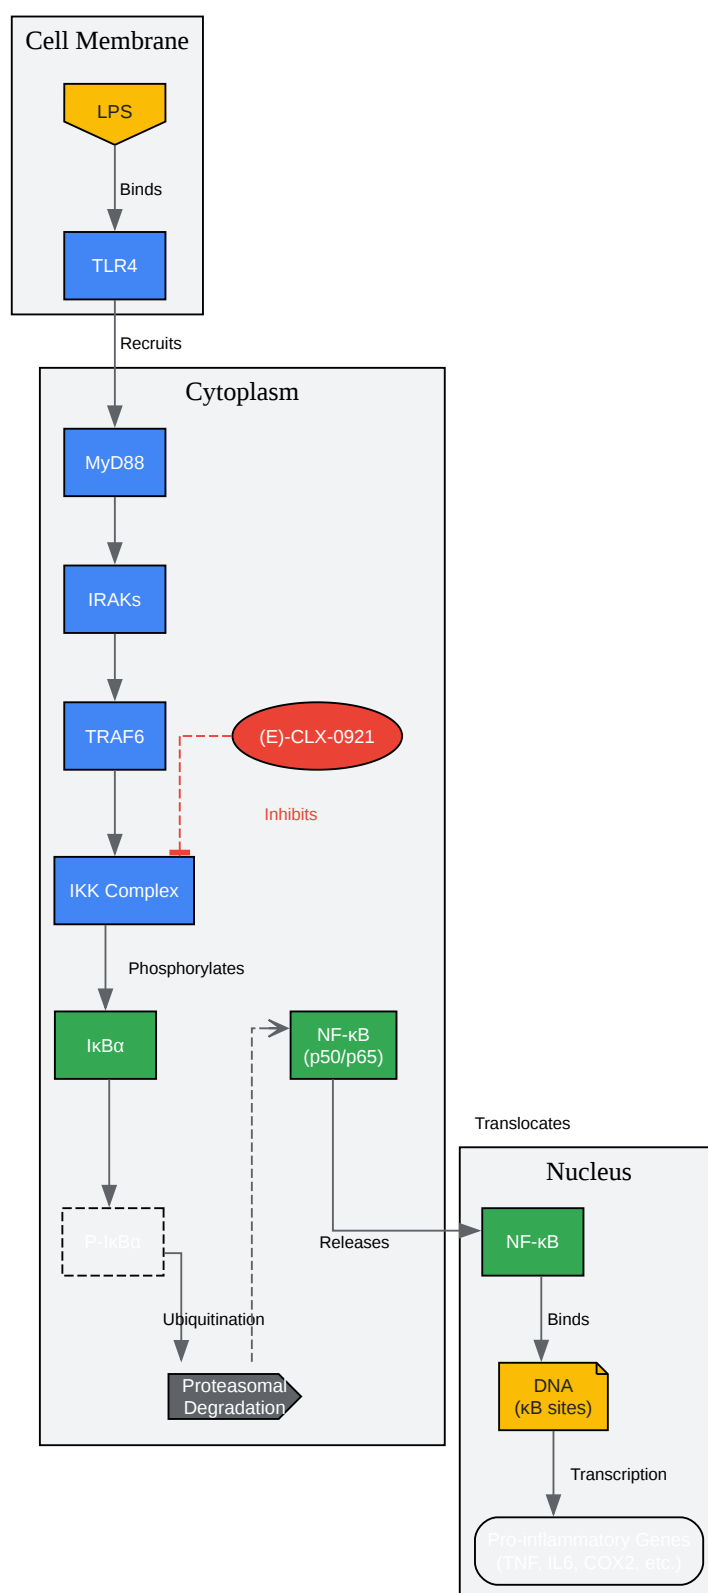 Cell Membrane
LPS
Binds
TLR4
Recruits
Cytoplasm
MyD88
IRAKs
TRAF6
(E)-CLX-0921
Inhibits
IKK Complex
Phosphorylates
IκBα
NF-κB
(p50/p65)
Translocates
Nucleus
P-IκBα
NF-κB
Releases
Ubiquitination
Binds
Proteasomal
Degradation
DNA
(κB sites)
Transcription
Pro-inflammatory Genes
(TNF, IL6, COX2, etc.)